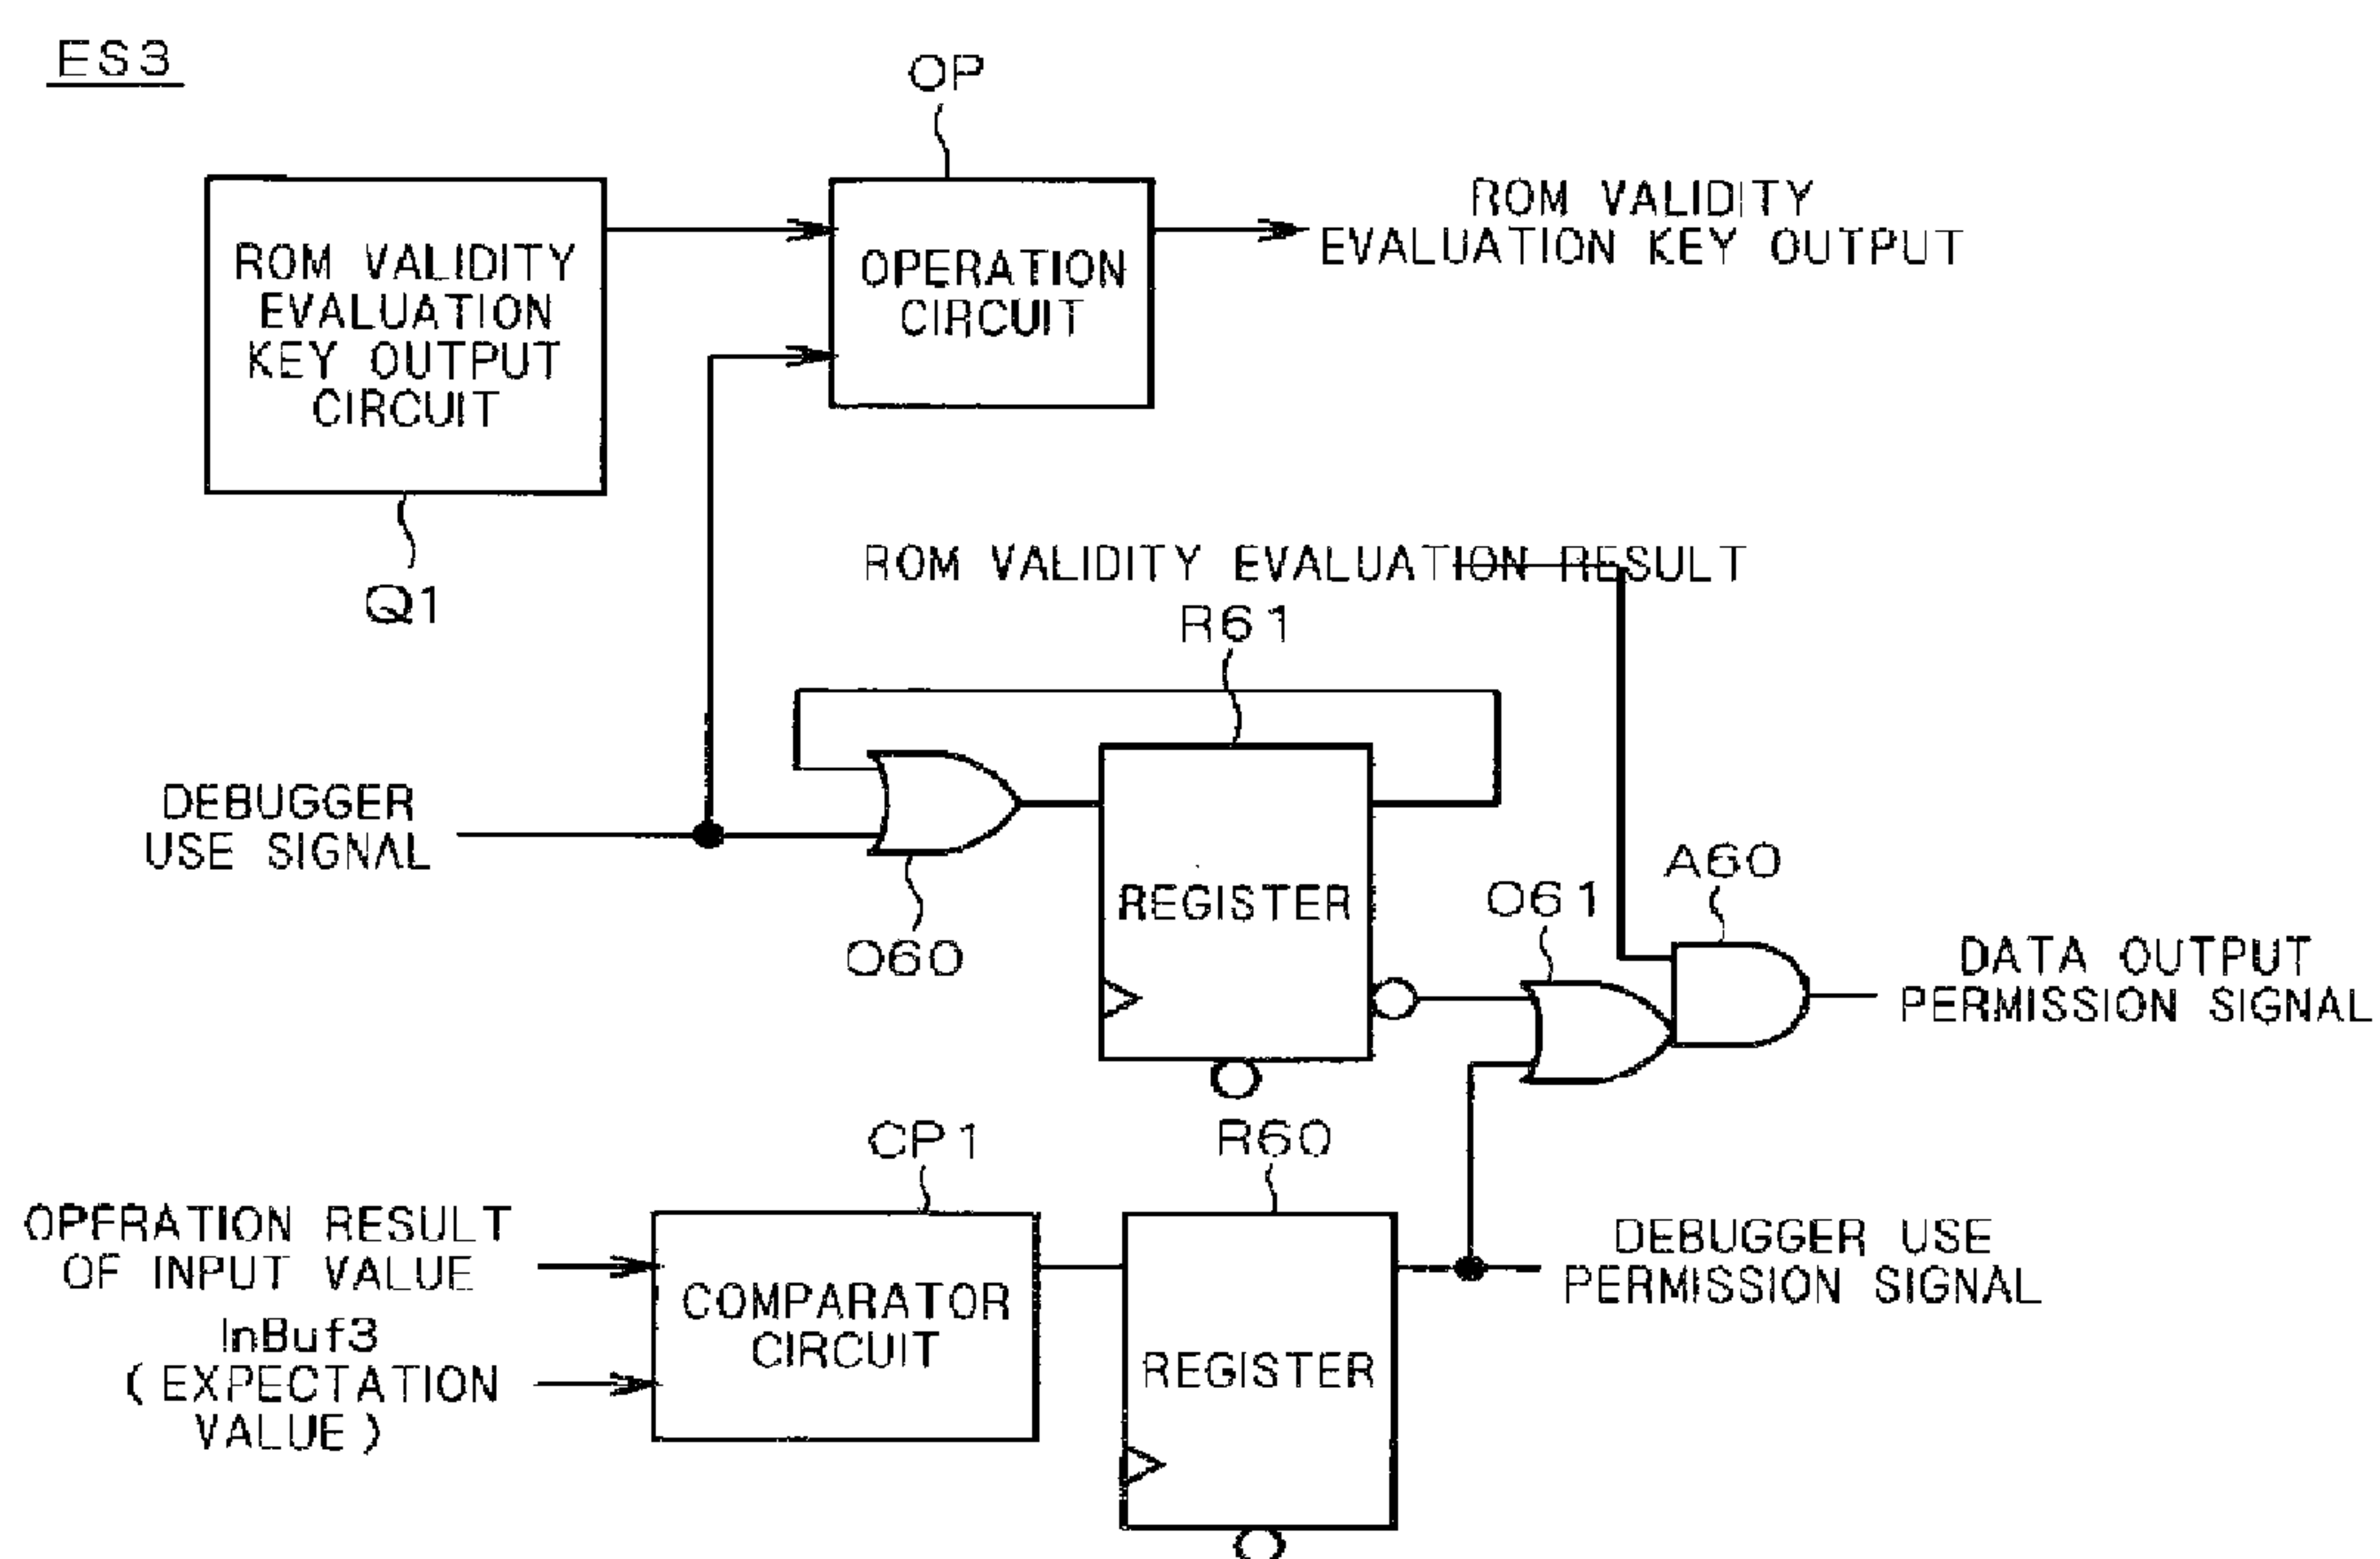 ES3
OP
ROM VALIDITY
EVALUATION
KEY OUTPUT
CIRCUIT
OPERATION
CIRCUIT
ROM VALIDITY
EVALUATION KEY OUTPUT
Q1
ROM VALIDITY EVALUATION RESULT
R61
DEBUGGER
USE SIGNAL
O60
REGISTER
O61
A60
DATA OUTPUT
PERMISSION SIGNAL
CP1
R60
OPERATION RESULT
OF INPUT VALUE
InBuf3
(EXPECTATION
VALUE)
COMPARATOR
CIRCUIT
REGISTER
DEBUGGER USE
PERMISSION SIGNAL